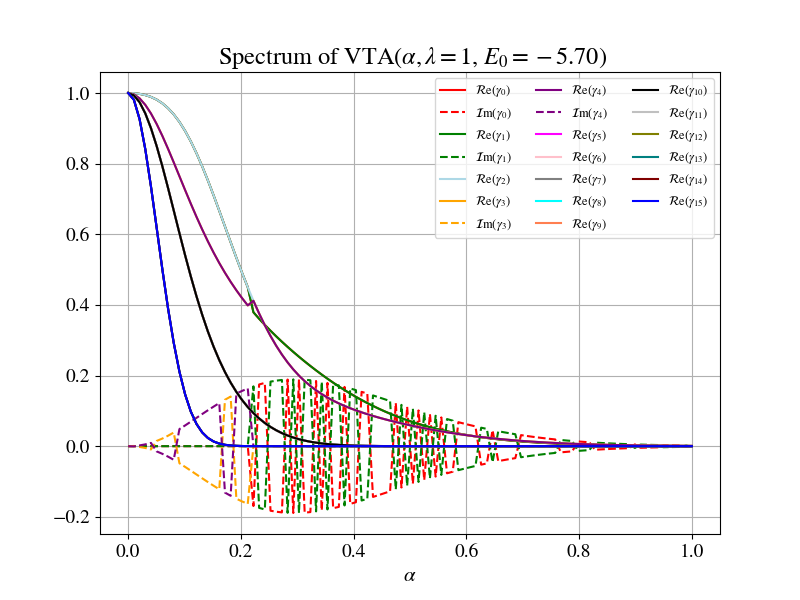 Spectrum of VTA(α, λ = 1, E₀ = −5.70)
1.0
0.8
0.6
0.4
0.2
0.0
−0.2
0.0 0.2 0.4 0.6 0.8 1.0
α
ℛe(γ₀)
ℐm(γ₀)
ℛe(γ₁)
ℐm(γ₁)
ℛe(γ₂)
ℛe(γ₃)
ℐm(γ₃)
ℛe(γ₄)
ℐm(γ₄)
ℛe(γ₅)
ℛe(γ₆)
ℛe(γ₇)
ℛe(γ₈)
ℛe(γ₉)
ℛe(γ₁₀)
ℛe(γ₁₁)
ℛe(γ₁₂)
ℛe(γ₁₃)
ℛe(γ₁₄)
ℛe(γ₁₅)